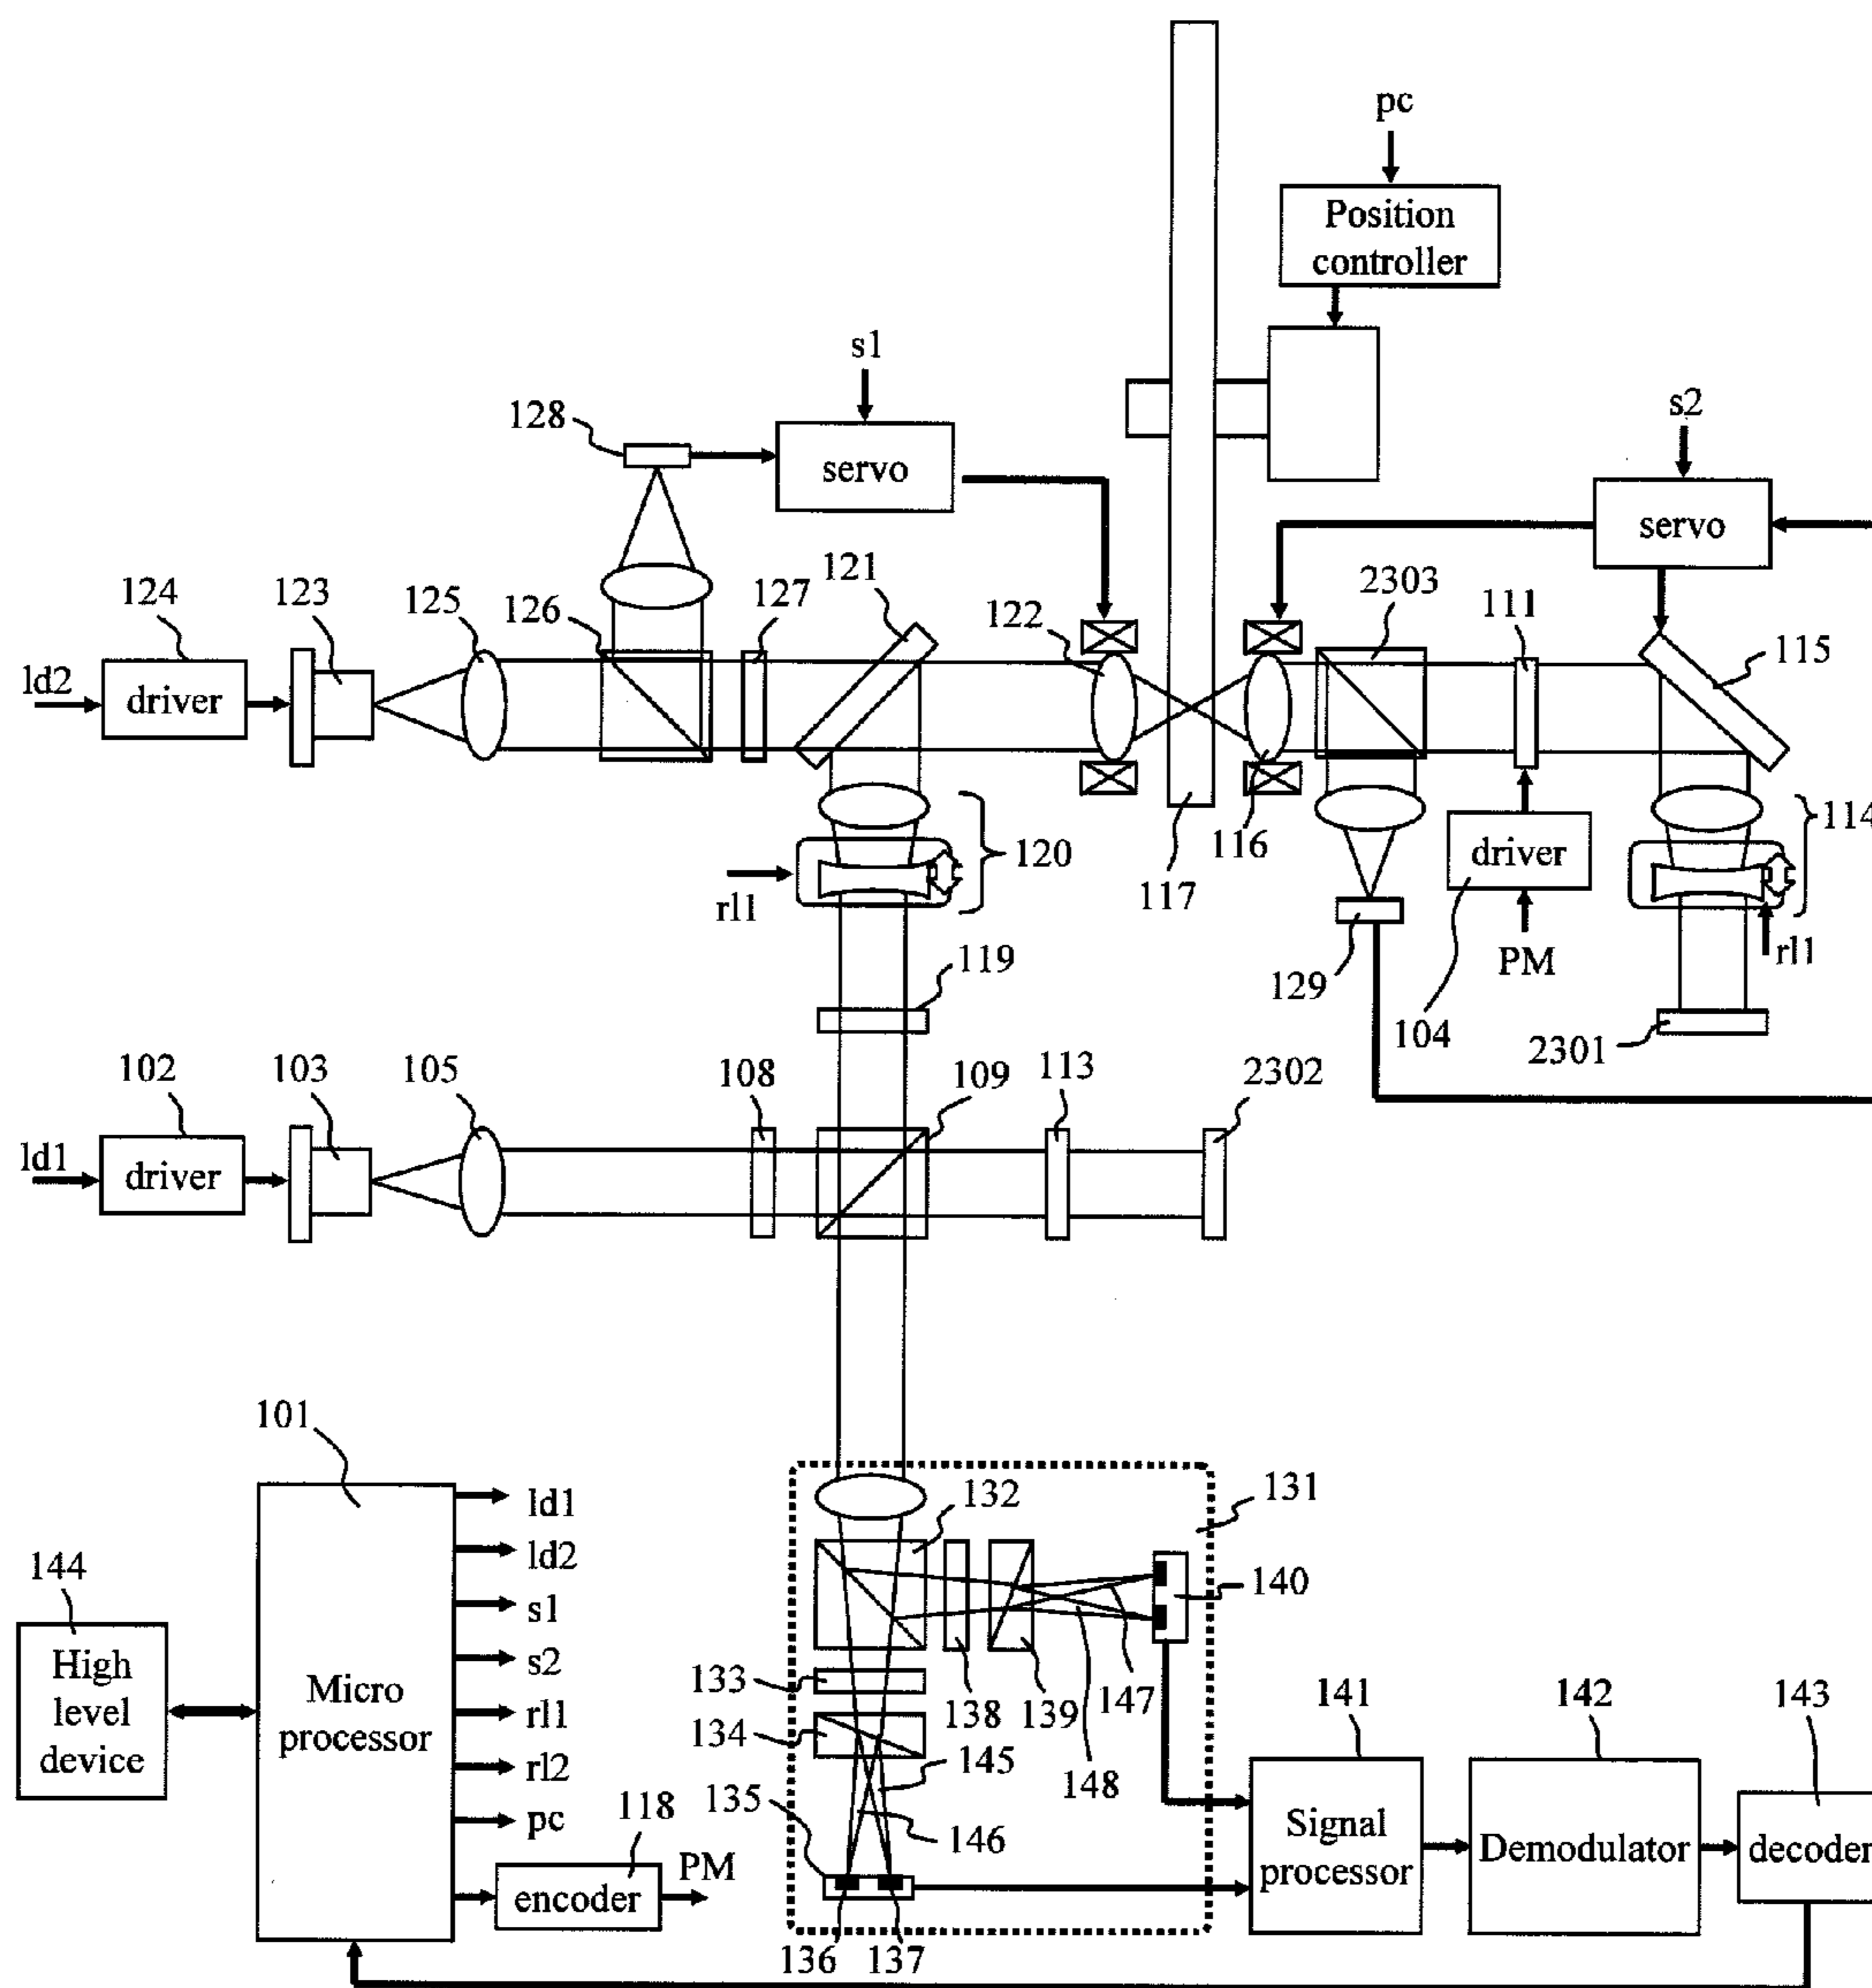 pc
Position
controller
s1
128
servo
s2
servo
124
123
125
126
127
121
122
2303
111
115
ld2
driver
120
rl1
117
116
driver
114
129
PM
104
rl1
2301
119
102
103
105
108
109
113
2302
ld1
driver
101
ld1
ld2
s1
s2
rl1
rl2
pc
144
High
level
device
Micro
processor
118
encoder
PM
131
132
140
133
134
138
139
147
148
145
146
135
136
137
141
Signal
processor
142
Demodulator
143
decoder